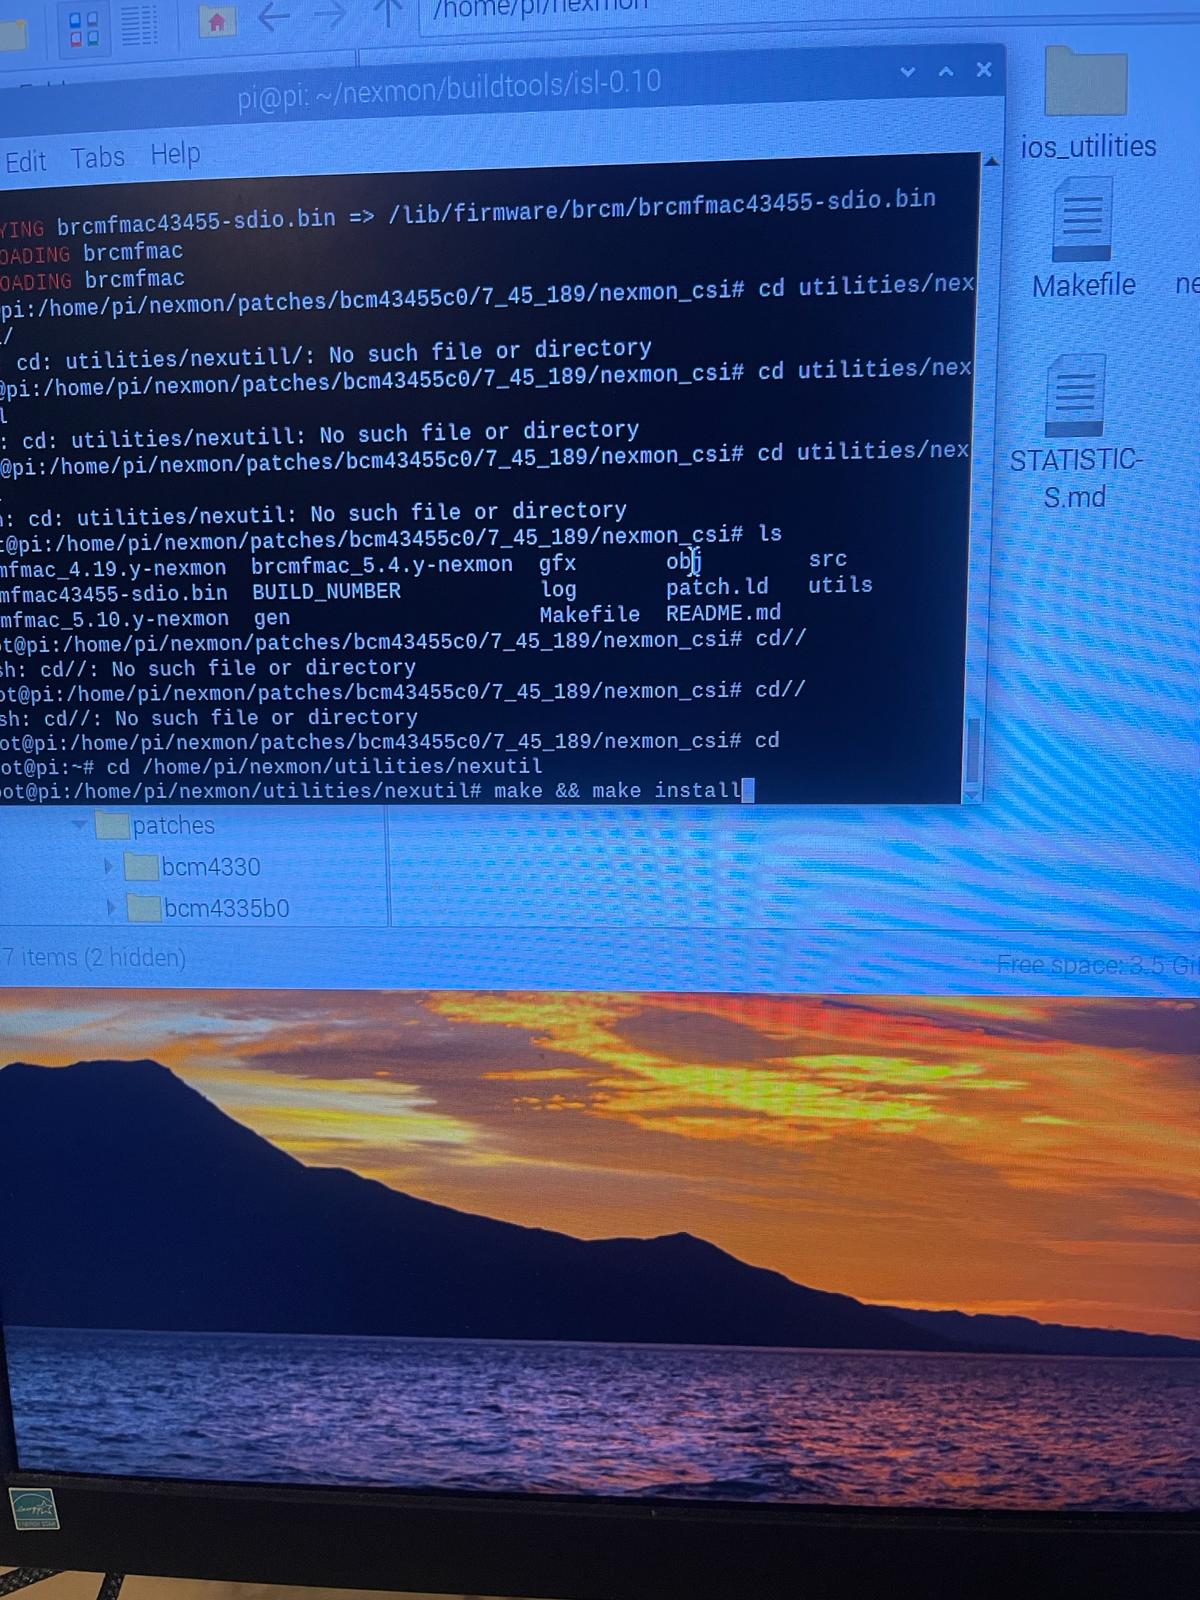 /home/pi/nexmon
pi@pi: ~/nexmon/buildtools/isl-0.10
Edit Tabs Help
YING brcmfmac43455-sdio.bin => /lib/firmware/brcm/brcmfmac43455-sdio.bin
OADING brcmfmac
OADING brcmfmac
pi:/home/pi/nexmon/patches/bcm43455c0/7_45_189/nexmon_csi# cd utilities/nex
l/
cd: utilities/nexutill/: No such file or directory
@pi:/home/pi/nexmon/patches/bcm43455c0/7_45_189/nexmon_csi# cd utilities/nex
l
: cd: utilities/nexutill: No such file or directory
@pi:/home/pi/nexmon/patches/bcm43455c0/7_45_189/nexmon_csi# cd utilities/nex
h: cd: utilities/nexutil: No such file or directory
t@pi:/home/pi/nexmon/patches/bcm43455c0/7_45_189/nexmon_csi# ls
mfmac_4.19.y-nexmon brcmfmac_5.4.y-nexmon gfx obj src
mfmac43455-sdio.bin BUILD_NUMBER log patch.ld utils
mfmac_5.10.y-nexmon gen Makefile README.md
ot@pi:/home/pi/nexmon/patches/bcm43455c0/7_45_189/nexmon_csi# cd//
sh: cd//: No such file or directory
ot@pi:/home/pi/nexmon/patches/bcm43455c0/7_45_189/nexmon_csi# cd//
sh: cd//: No such file or directory
ot@pi:/home/pi/nexmon/patches/bcm43455c0/7_45_189/nexmon_csi# cd
ot@pi:~# cd /home/pi/nexmon/utilities/nexutil
oot@pi:/home/pi/nexmon/utilities/nexutil# make && make install
ios_utilities
Makefile
ne
STATISTIC-
S.md
patches
bcm4330
bcm4335b0
7 items (2 hidden)
Free space: 3.5 Gi
ENERGY STAR